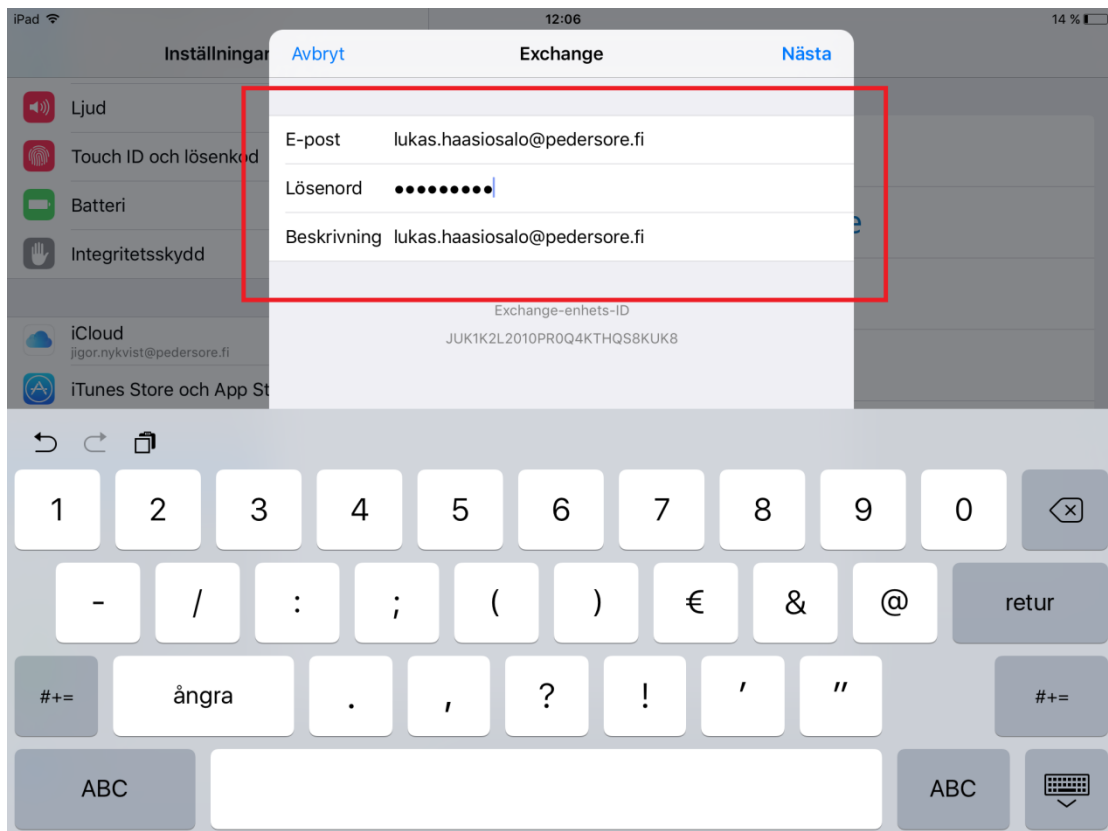 iPad 12:06 14 %
Inställningar
Avbryt Exchange Nästa
Ljud
Touch ID och lösenkod
Batteri
Integritetsskydd
iCloud
jigor.nykvist@pedersore.fi
iTunes Store och App St
E-post lukas.haasiosalo@pedersore.fi
Lösenord ●●●●●●●●●
Beskrivning lukas.haasiosalo@pedersore.fi
e
Exchange-enhets-ID
JUK1K2L2010PR0Q4KTHQS8KUK8
1 2 3 4 5 6 7 8 9 0
- / : ; ( ) € & @ retur
#+= ångra . , ? ! ' " #+=
ABC ABC